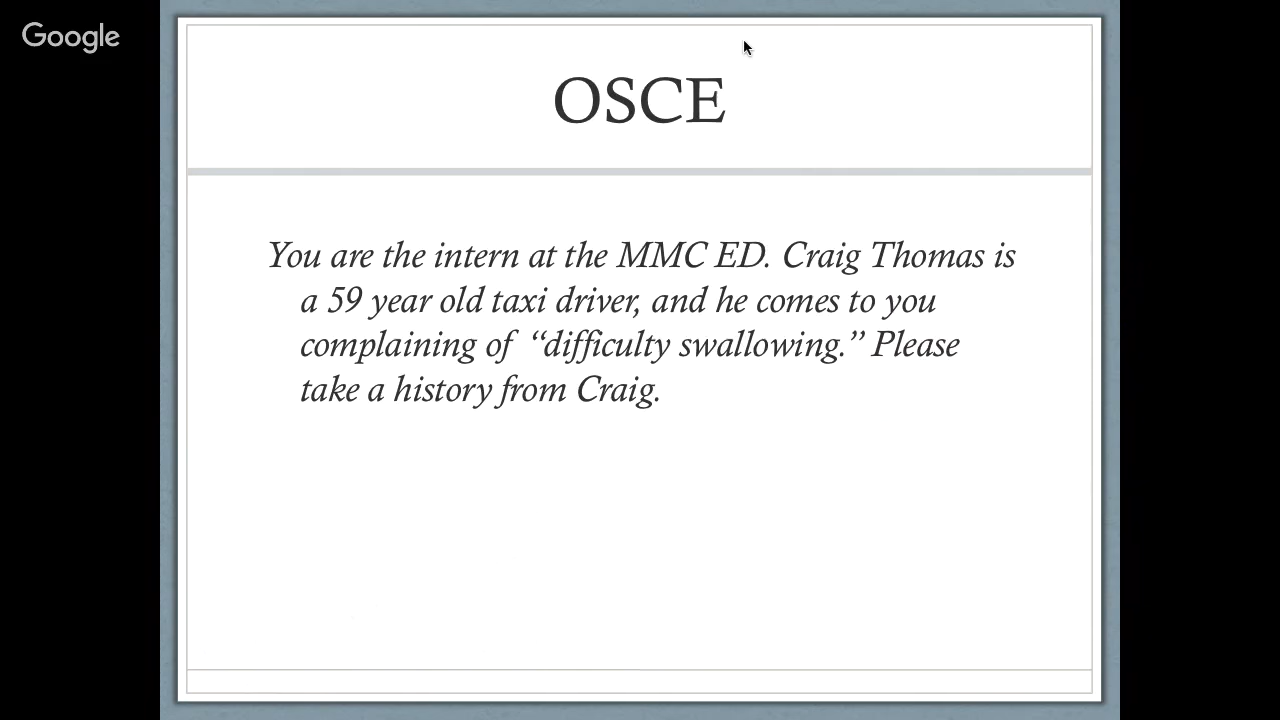 Google
OSCE
You are the intern at the MMC ED. Craig Thomas is
a 59 year old taxi driver, and he comes to you
complaining of “difficulty swallowing.” Please
take a history from Craig.